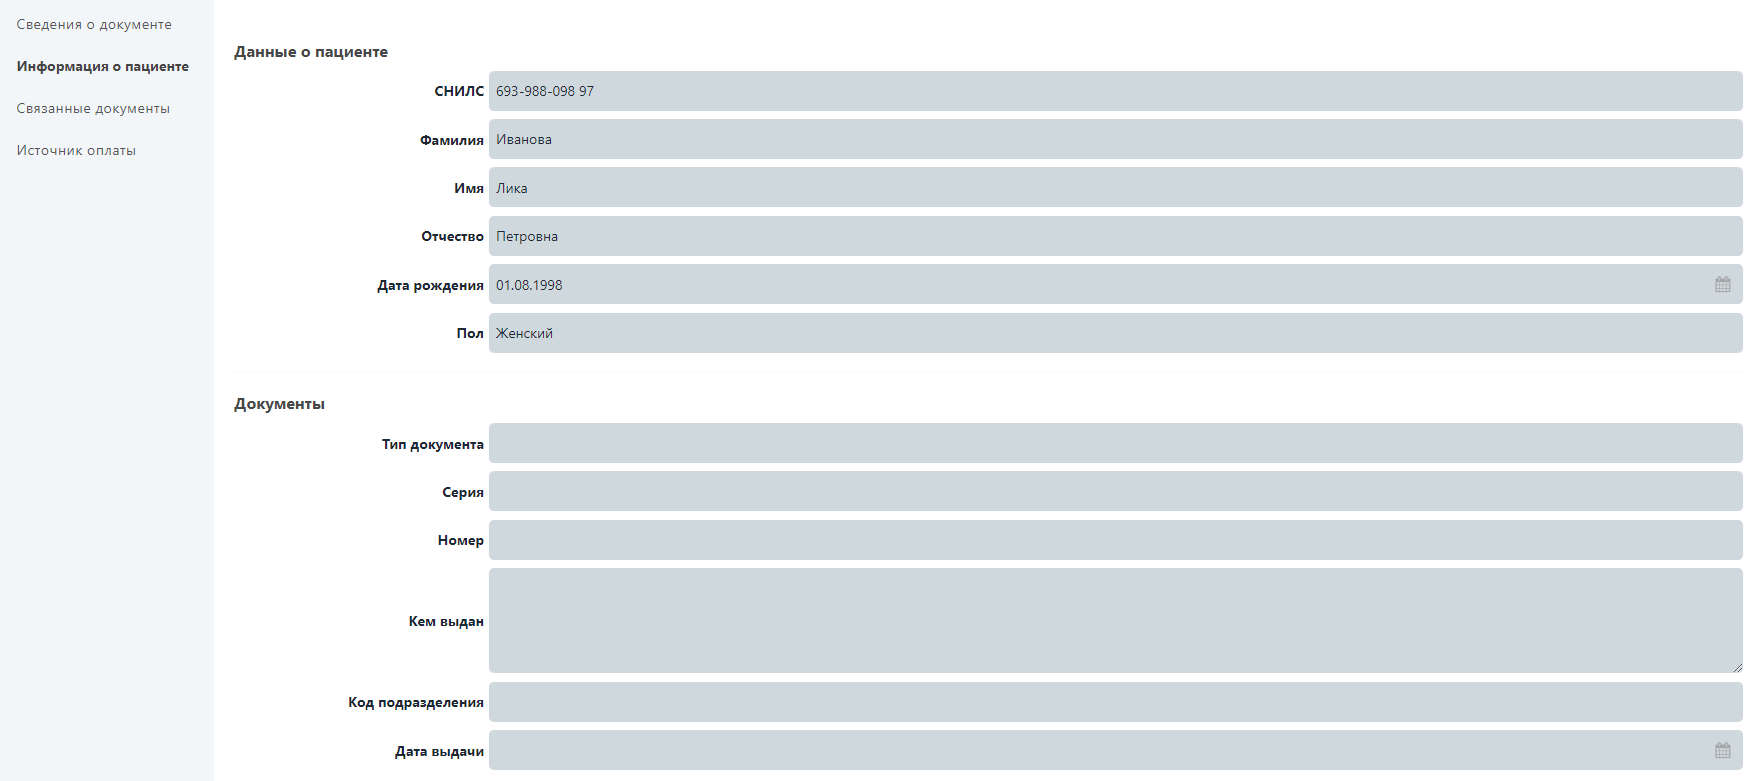 Сведения о документе
Информация о пациенте
Связанные документы
Источник оплаты
Данные о пациенте
СНИЛС 693-988-098 97
Фамилия Иванова
Имя Лика
Отчество Петровна
Дата рождения 01.08.1998
Пол Женский
Документы
Тип документа
Серия
Номер
Кем выдан
Код подразделения
Дата выдачи